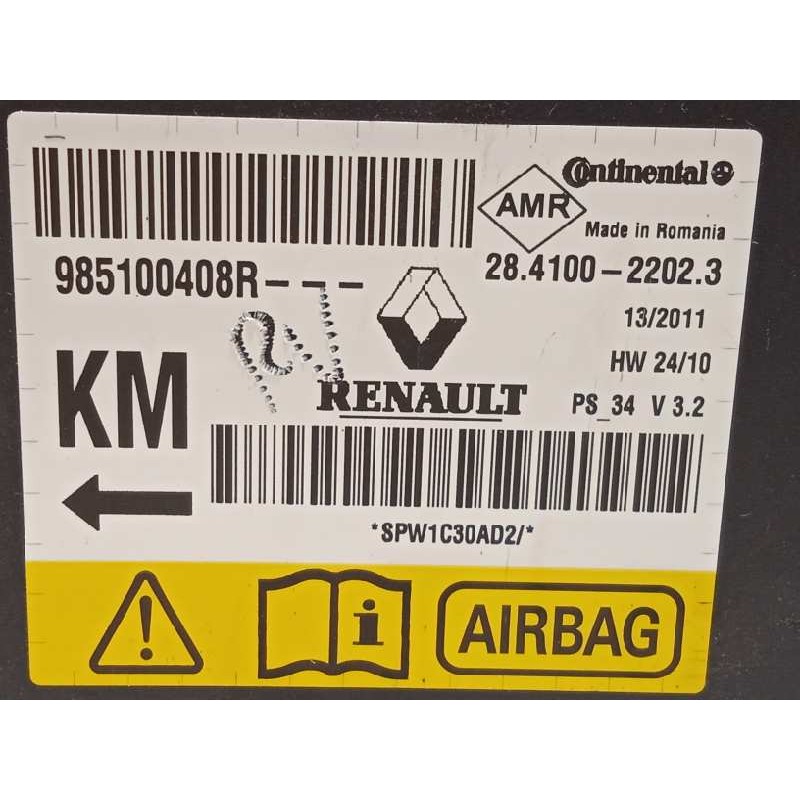 Continental
AMR
Made in Romania
985100408R---
28.4100-2202.3
13/2011
KM
HW 24/10
RENAULT
PS_34 V 3.2
*SPW1C30AD2/*
i
AIRBAG